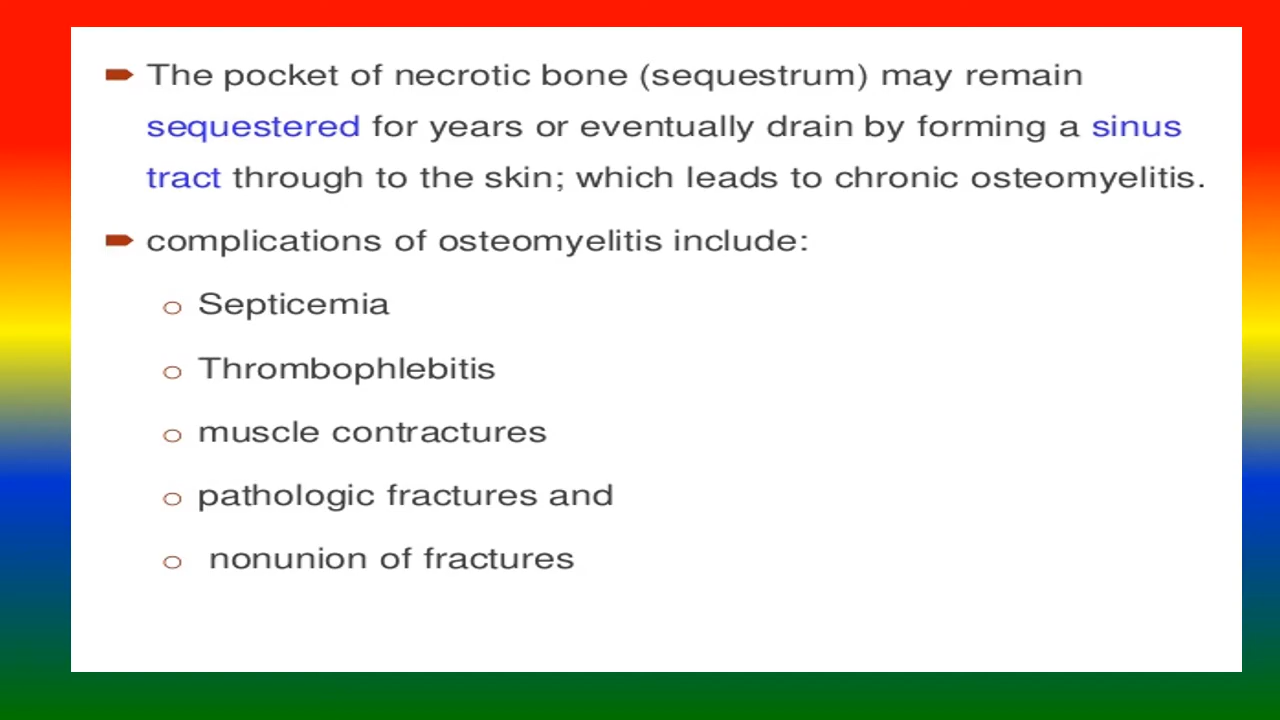 The pocket of necrotic bone (sequestrum) may remain
sequestered for years or eventually drain by forming a sinus
tract through to the skin; which leads to chronic osteomyelitis.
complications of osteomyelitis include:
Septicemia
Thrombophlebitis
muscle contractures
pathologic fractures and
nonunion of fractures